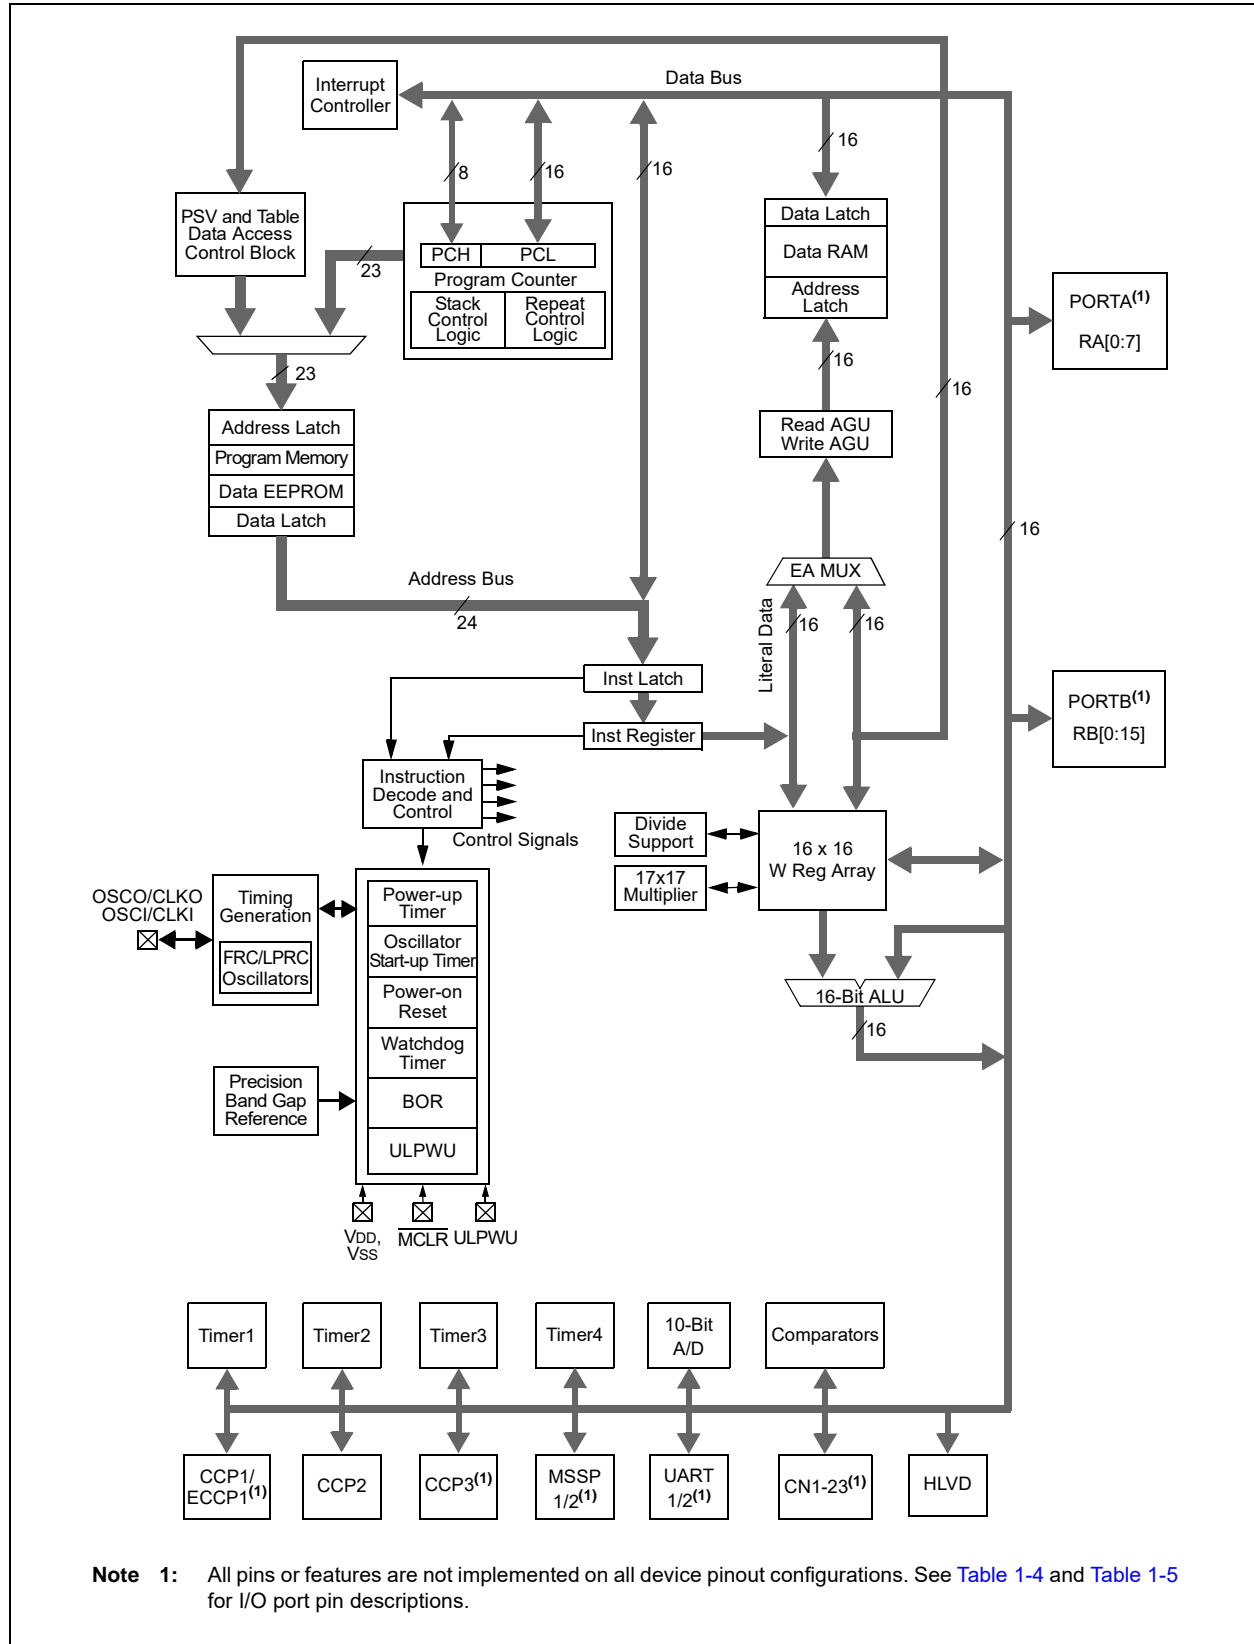 Data Bus
Interrupt
Controller
8
16
16
16
PSV and Table
Data Access
Control Block
23
PCH
PCL
Program Counter
Stack
Control
Logic
Repeat
Control
Logic
Data Latch
Data RAM
Address
Latch
PORTA(1)
RA[0:7]
23
16
16
Address Latch
Program Memory
Data EEPROM
Data Latch
Read AGU
Write AGU
16
Address Bus
24
EA MUX
Literal Data
16
16
Inst Latch
Inst Register
PORTB(1)
RB[0:15]
Instruction
Decode and
Control
Control Signals
Divide
Support
17x17
Multiplier
16 x 16
W Reg Array
OSCO/CLKO
OSCI/CLKI
Timing
Generation
FRC/LPRC
Oscillators
Power-up
Timer
Oscillator
Start-up Timer
Power-on
Reset
Watchdog
Timer
BOR
ULPWU
16-Bit ALU
16
Precision
Band Gap
Reference
VDD,
VSS
MCLR
ULPWU
Timer1
Timer2
Timer3
Timer4
10-Bit
A/D
Comparators
CCP1/
ECCP1(1)
CCP2
CCP3(1)
MSSP
1/2(1)
UART
1/2(1)
CN1-23(1)
HLVD
Note 1: All pins or features are not implemented on all device pinout configurations. See Table 1-4 and Table 1-5
for I/O port pin descriptions.